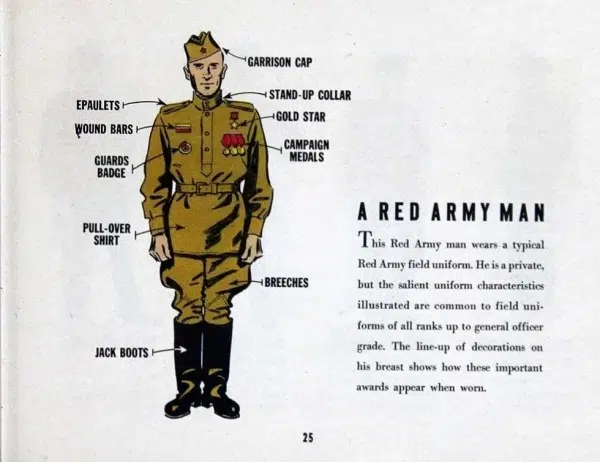 GARRISON CAP
STAND-UP COLLAR
EPAULETS
GOLD STAR
WOUND BARS
CAMPAIGN
MEDALS
GUARDS
BADGE
PULL-OVER
SHIRT
BREECHES
JACK BOOTS
A RED ARMY MAN
This Red Army man wears a typical
Red Army field uniform. He is a private,
but the salient uniform characteristics
illustrated are common to field uni-
forms of all ranks up to general officer
grade. The line-up of decorations on
his breast shows how these important
awards appear when worn.
25